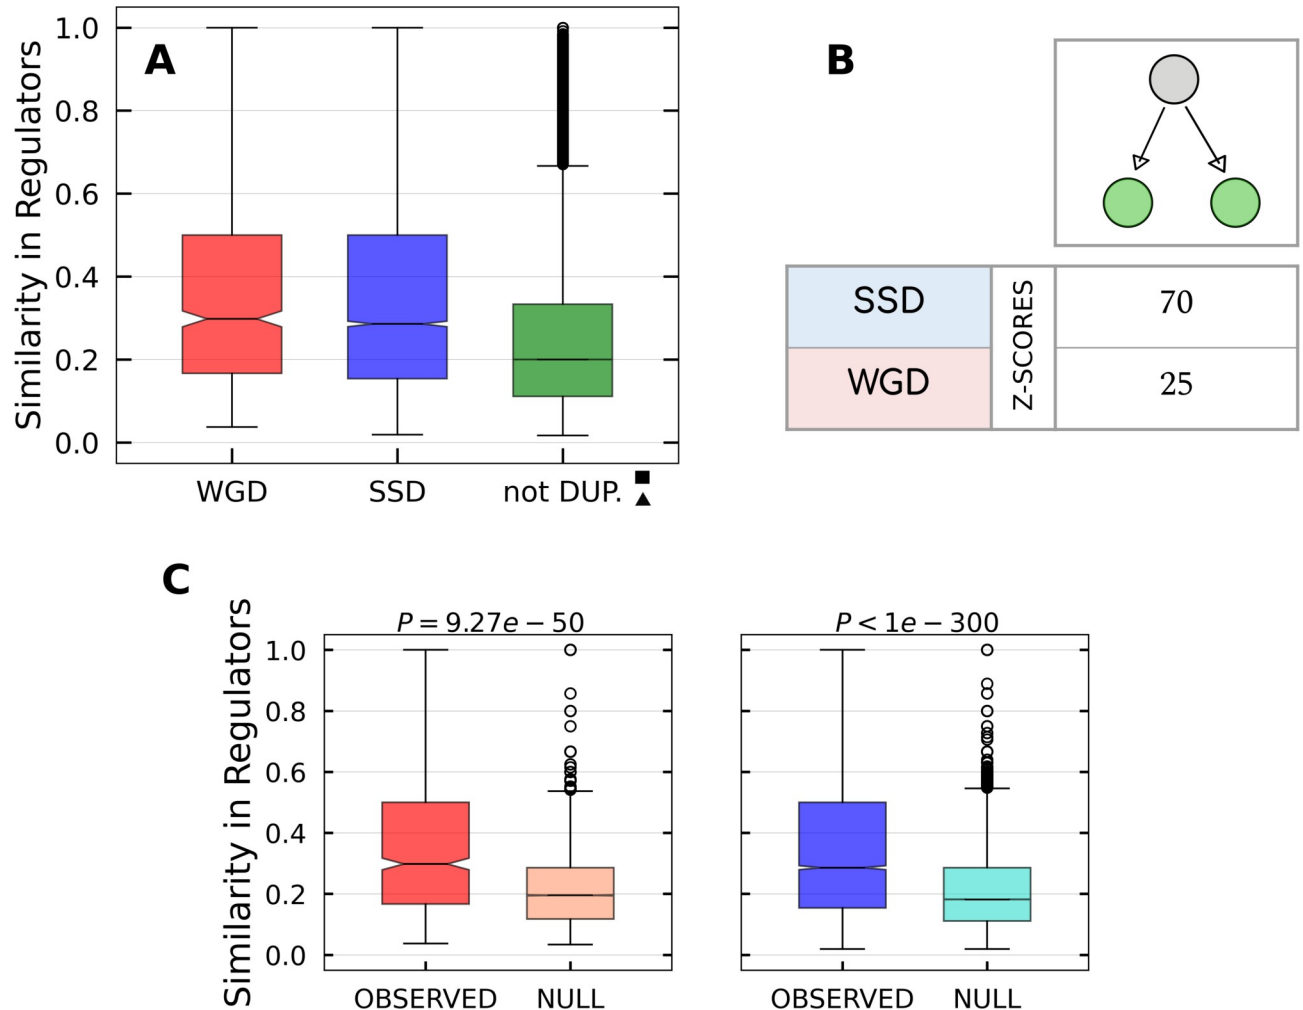 A
Similarity in Regulators
1.0
0.8
0.6
0.4
0.2
0.0
WGD SSD not DUP. ■ ▲
B
SSD
WGD
Z-SCORES
70
25
C
Similarity in Regulators
P = 9.27e − 50
1.0
0.8
0.6
0.4
0.2
0.0
OBSERVED NULL
P < 1e − 300
OBSERVED NULL